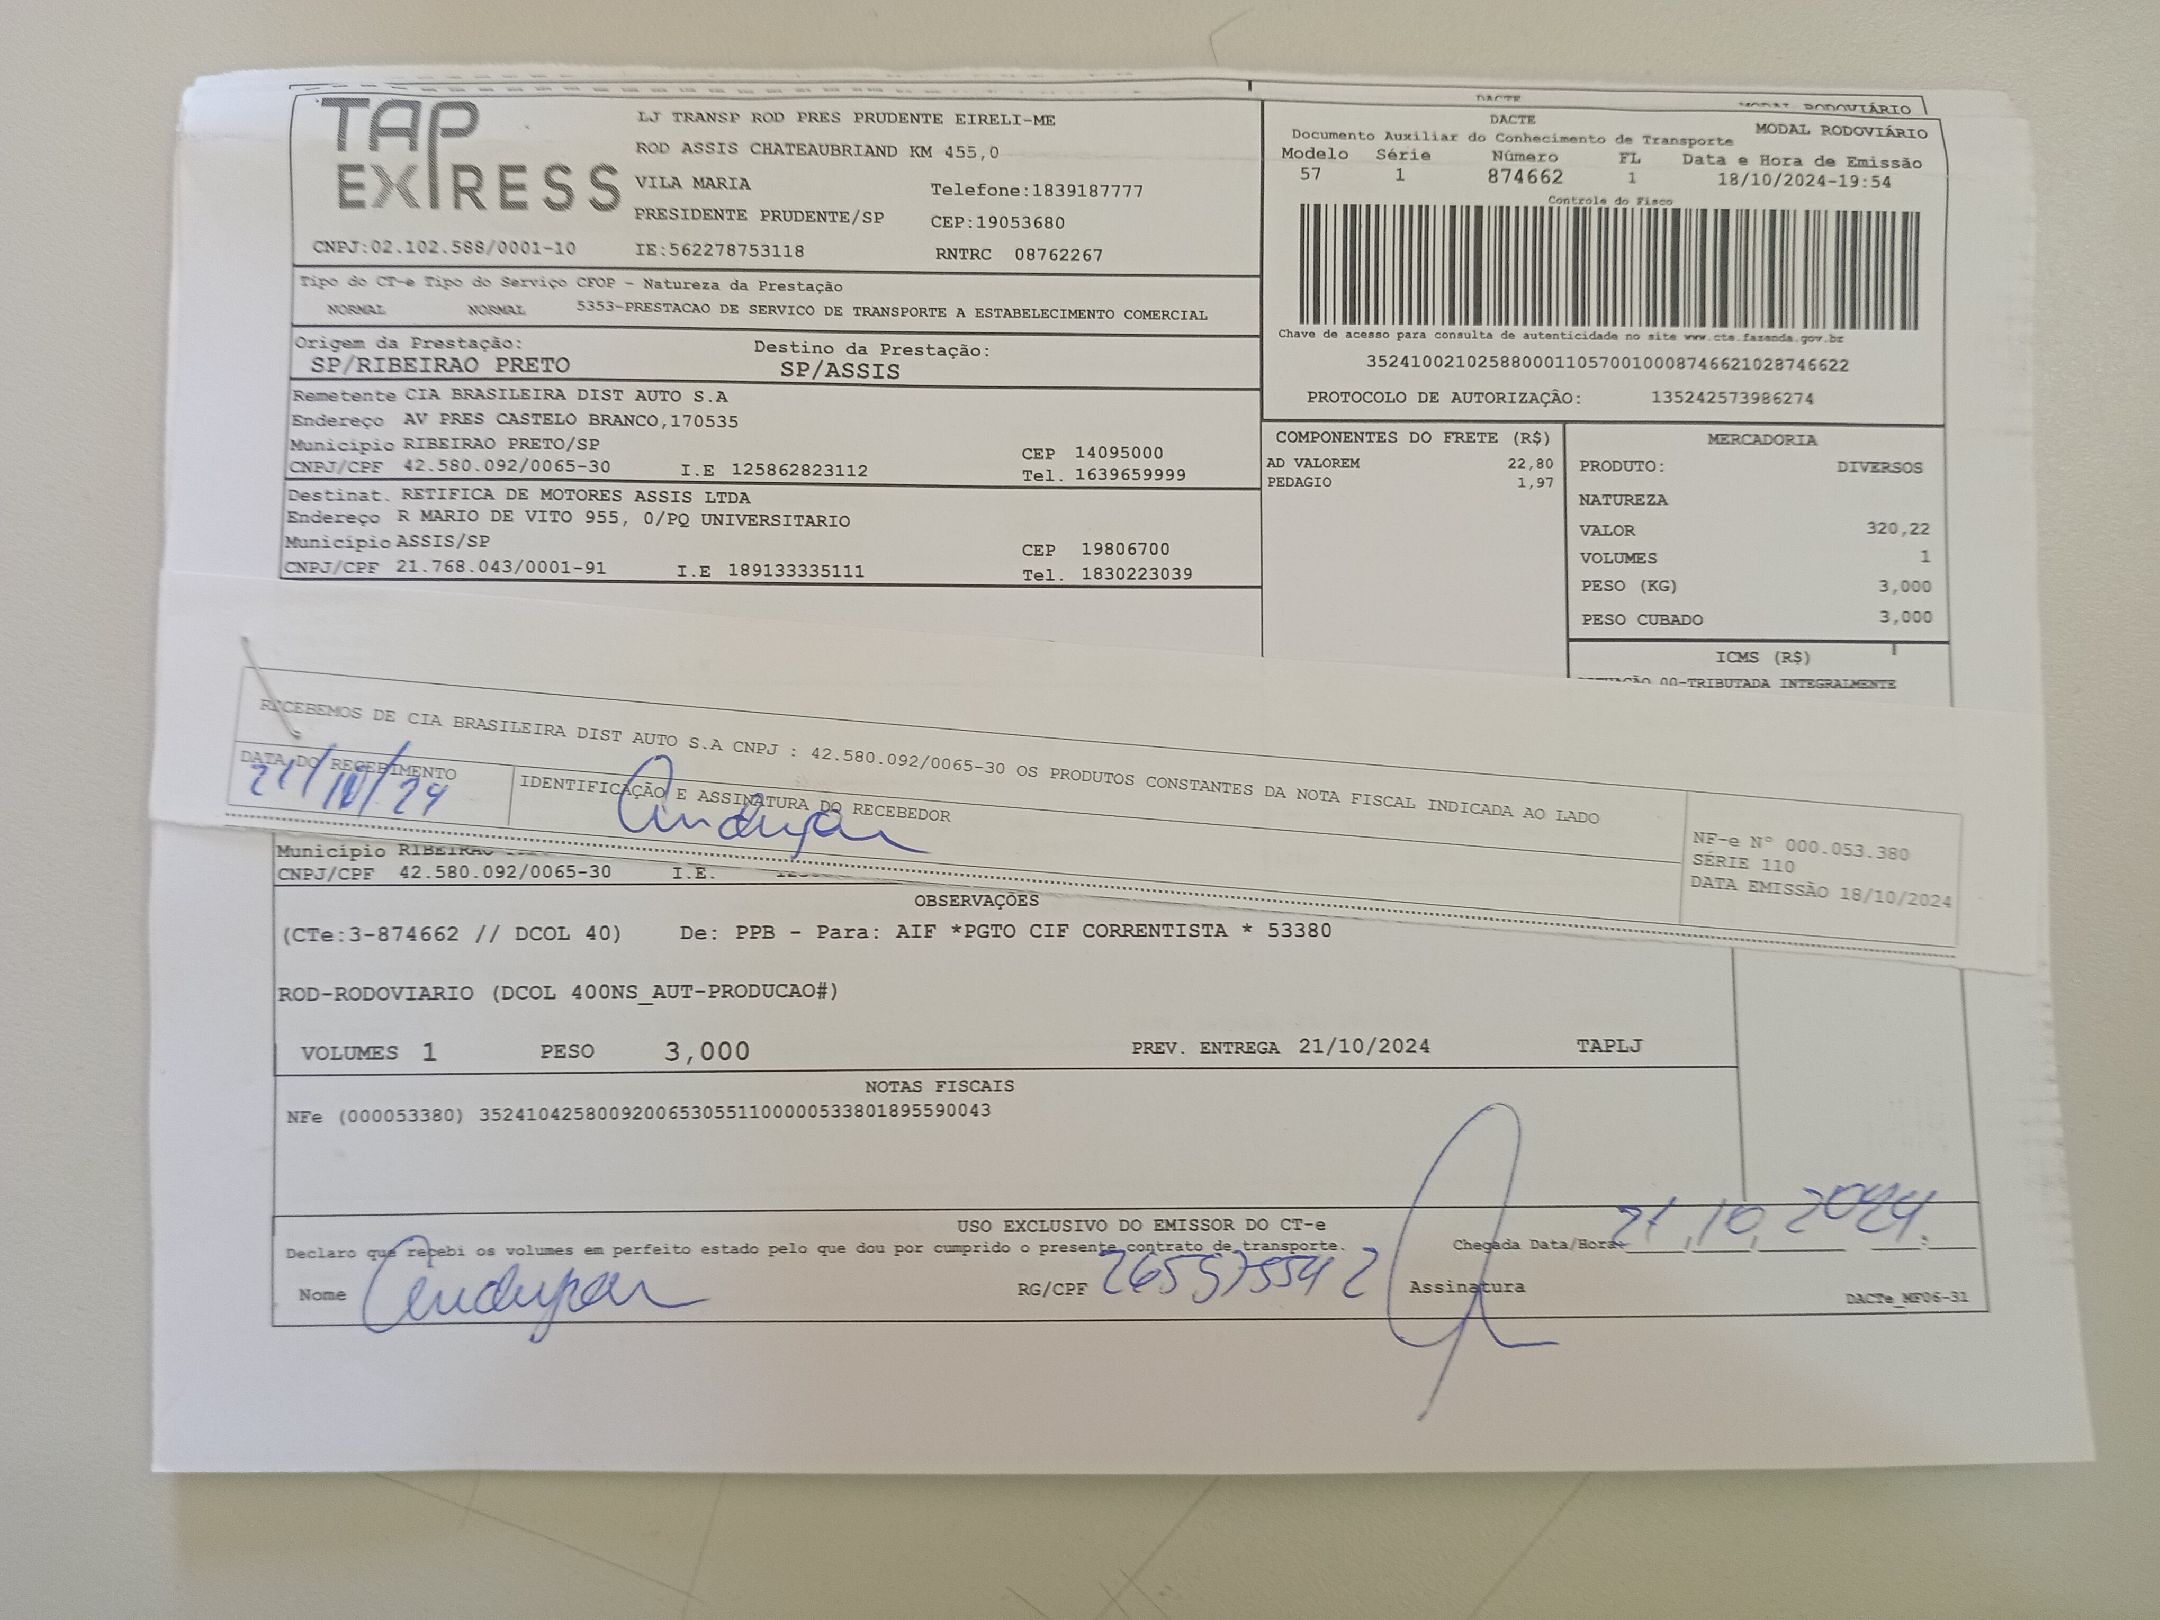 TAP EXPRESS
LJ TRANSP ROD PRES PRUDENTE EIRELI-ME
ROD ASSIS CHATEAUBRIAND KM 455,0
VILA MARIA Telefone:1839187777
PRESIDENTE PRUDENTE/SP CEP:19053680
CNPJ:02.102.588/0001-10 IE:562278753118 RNTRC 08762267
DACTE
MODAL RODOVIÁRIO
DACTE
MODAL RODOVIÁRIO
Documento Auxiliar do Conhecimento de Transporte
Modelo Série Número FL Data e Hora de Emissão
57 1 874662 1 18/10/2024-19:54
Controle do Fisco
Chave de acesso para consulta de autenticidade no site www.cte.fazenda.gov.br
35241002102588000110570010008746621028746622
PROTOCOLO DE AUTORIZAÇÃO: 135242573986274
Tipo do CT-e Tipo do Serviço CFOP - Natureza da Prestação
NORMAL NORMAL 5353-PRESTACAO DE SERVICO DE TRANSPORTE A ESTABELECIMENTO COMERCIAL
Origem da Prestação: Destino da Prestação:
SP/RIBEIRAO PRETO SP/ASSIS
Remetente CIA BRASILEIRA DIST AUTO S.A
Endereço AV PRES CASTELO BRANCO,170535
Município RIBEIRAO PRETO/SP CEP 14095000
CNPJ/CPF 42.580.092/0065-30 I.E 125862823112 Tel. 1639659999
Destinat. RETIFICA DE MOTORES ASSIS LTDA
Endereço R MARIO DE VITO 955, 0/PQ UNIVERSITARIO
Município ASSIS/SP CEP 19806700
CNPJ/CPF 21.768.043/0001-91 I.E 189133335111 Tel. 1830223039
COMPONENTES DO FRETE (R$)
AD VALOREM 22,80
PEDAGIO 1,97
MERCADORIA
PRODUTO: DIVERSOS
NATUREZA
VALOR 320,22
VOLUMES 1
PESO (KG) 3,000
PESO CUBADO 3,000
ICMS (R$)
00-TRIBUTADA INTEGRALMENTE
RECEBEMOS DE CIA BRASILEIRA DIST AUTO S.A CNPJ : 42.580.092/0065-30 OS PRODUTOS CONSTANTES DA NOTA FISCAL INDICADA AO LADO
DATA DO RECEBIMENTO IDENTIFICAÇÃO E ASSINATURA DO RECEBEDOR
21/10/24
NF-e N° 000.053.380
SÉRIE 110
DATA EMISSÃO 18/10/2024
Município RIBEIRAO
CNPJ/CPF 42.580.092/0065-30 I.E.
OBSERVAÇÕES
(CTe:3-874662 // DCOL 40) De: PPB - Para: AIF *PGTO CIF CORRENTISTA * 53380
ROD-RODOVIARIO (DCOL 400NS_AUT-PRODUCAO#)
VOLUMES 1 PESO 3,000 PREV. ENTREGA 21/10/2024 TAPLJ
NOTAS FISCAIS
NFe (000053380) 35241042580092006530551100000533801895590043
USO EXCLUSIVO DO EMISSOR DO CT-e
Declaro que recebi os volumes em perfeito estado pelo que dou por cumprido o presente contrato de transporte.
Chegada Data/Hora: 21,10,2024
Nome RG/CPF Assinatura
DACTe_MF06-31